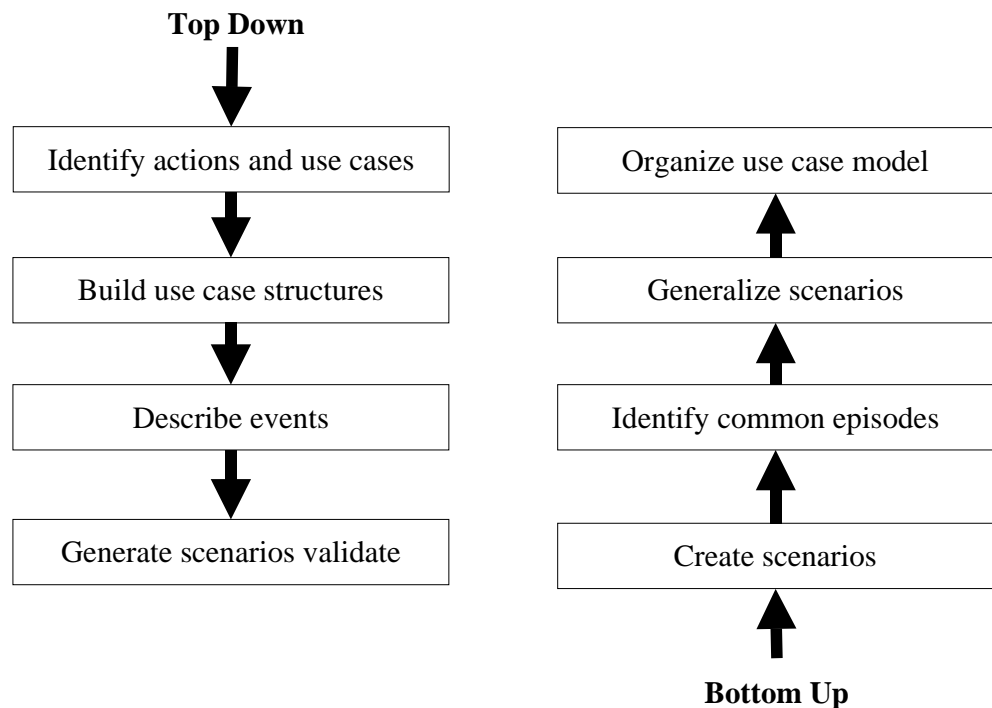 Top Down
Identify actions and use cases
Build use case structures
Describe events
Generate scenarios validate
Organize use case model
Generalize scenarios
Identify common episodes
Create scenarios
Bottom Up